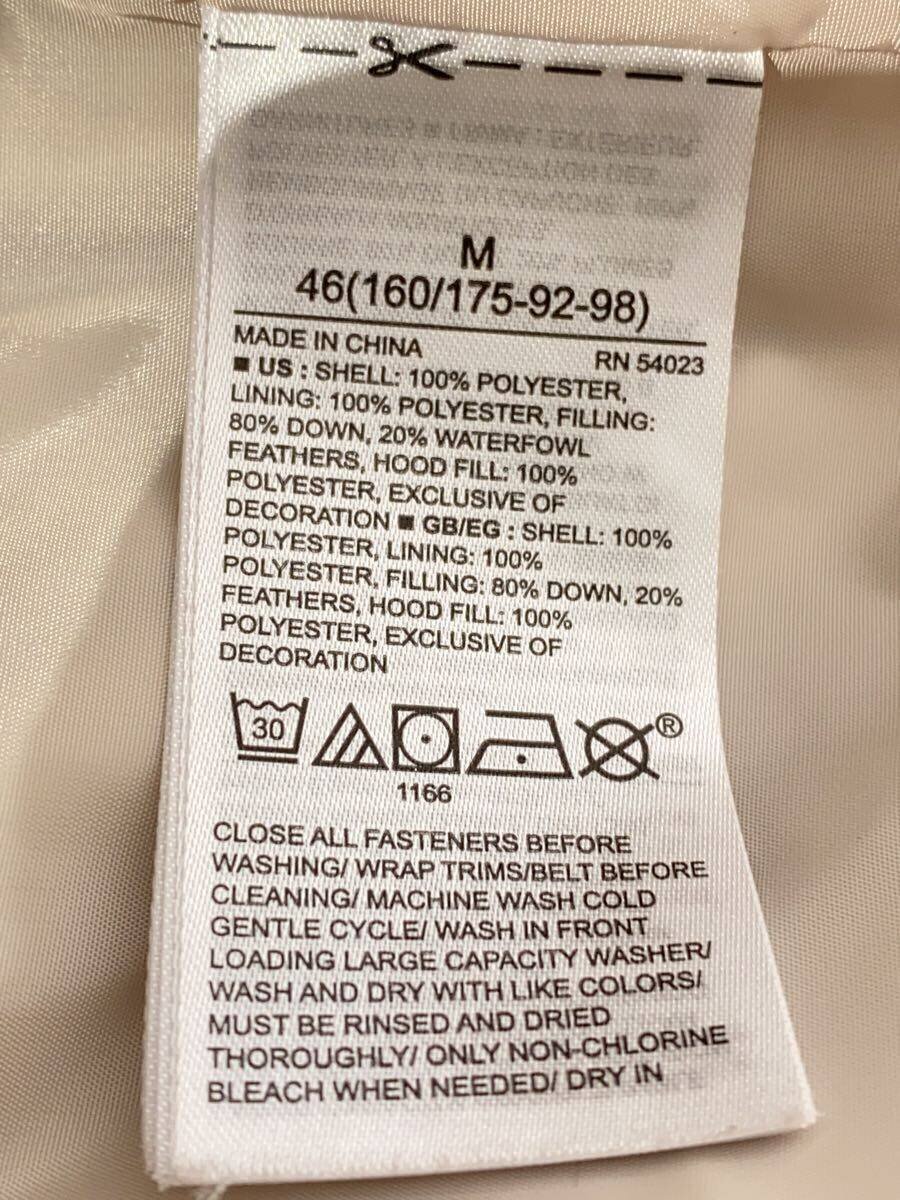 M
46(160/175-92-98)
MADE IN CHINA
RN 54023
■ US : SHELL: 100% POLYESTER,
LINING: 100% POLYESTER, FILLING:
80% DOWN, 20% WATERFOWL
FEATHERS, HOOD FILL: 100%
POLYESTER, EXCLUSIVE OF
DECORATION ■ GB/EG : SHELL: 100%
POLYESTER, LINING: 100%
POLYESTER, FILLING: 80% DOWN, 20%
FEATHERS, HOOD FILL: 100%
POLYESTER, EXCLUSIVE OF
DECORATION
30
®
1166
CLOSE ALL FASTENERS BEFORE
WASHING/ WRAP TRIMS/BELT BEFORE
CLEANING/ MACHINE WASH COLD
GENTLE CYCLE/ WASH IN FRONT
LOADING LARGE CAPACITY WASHER/
WASH AND DRY WITH LIKE COLORS/
MUST BE RINSED AND DRIED
THOROUGHLY/ ONLY NON-CHLORINE
BLEACH WHEN NEEDED/ DRY IN